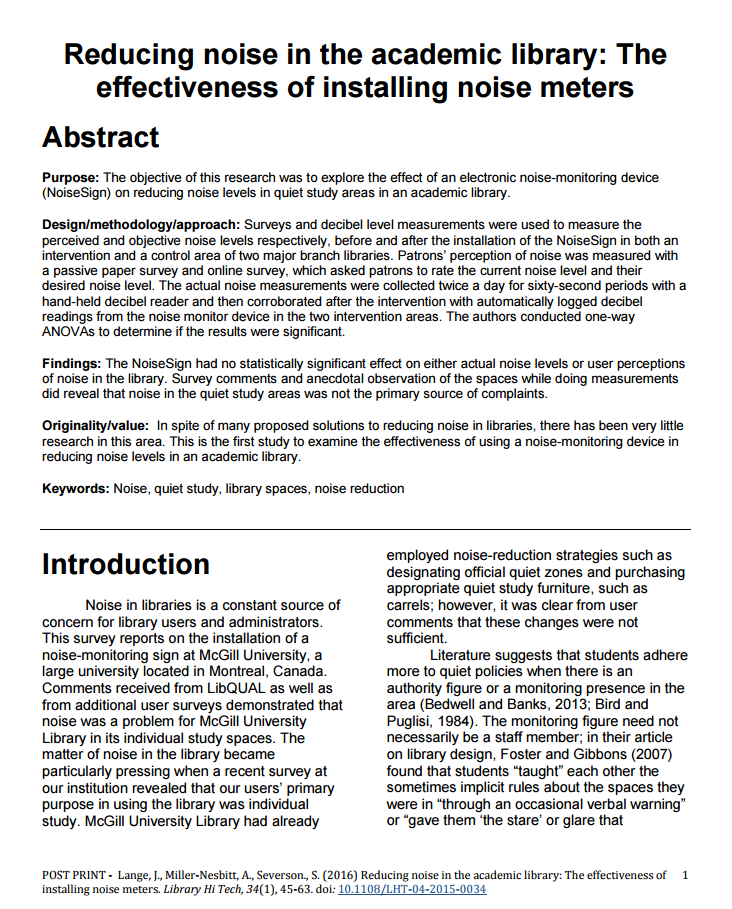 Reducing noise in the academic library: The
effectiveness of installing noise meters
Abstract
Purpose: The objective of this research was to explore the effect of an electronic noise-monitoring device
(NoiseSign) on reducing noise levels in quiet study areas in an academic library.
Design/methodology/approach: Surveys and decibel level measurements were used to measure the
perceived and objective noise levels respectively, before and after the installation of the NoiseSign in both an
intervention and a control area of two major branch libraries. Patrons’ perception of noise was measured with
a passive paper survey and online survey, which asked patrons to rate the current noise level and their
desired noise level. The actual noise measurements were collected twice a day for sixty-second periods with a
hand-held decibel reader and then corroborated after the intervention with automatically logged decibel
readings from the noise monitor device in the two intervention areas. The authors conducted one-way
ANOVAs to determine if the results were significant.
Findings: The NoiseSign had no statistically significant effect on either actual noise levels or user perceptions
of noise in the library. Survey comments and anecdotal observation of the spaces while doing measurements
did reveal that noise in the quiet study areas was not the primary source of complaints.
Originality/value: In spite of many proposed solutions to reducing noise in libraries, there has been very little
research in this area. This is the first study to examine the effectiveness of using a noise-monitoring device in
reducing noise levels in an academic library.
Keywords: Noise, quiet study, library spaces, noise reduction
Introduction
Noise in libraries is a constant source of
concern for library users and administrators.
This survey reports on the installation of a
noise-monitoring sign at McGill University, a
large university located in Montreal, Canada.
Comments received from LibQUAL as well as
from additional user surveys demonstrated that
noise was a problem for McGill University
Library in its individual study spaces. The
matter of noise in the library became
particularly pressing when a recent survey at
our institution revealed that our users’ primary
purpose in using the library was individual
study. McGill University Library had already
employed noise-reduction strategies such as
designating official quiet zones and purchasing
appropriate quiet study furniture, such as
carrels; however, it was clear from user
comments that these changes were not
sufficient.
Literature suggests that students adhere
more to quiet policies when there is an
authority figure or a monitoring presence in the
area (Bedwell and Banks, 2013; Bird and
Puglisi, 1984). The monitoring figure need not
necessarily be a staff member; in their article
on library design, Foster and Gibbons (2007)
found that students “taught” each other the
sometimes implicit rules about the spaces they
were in “through an occasional verbal warning”
or “gave them ‘the stare’ or glare that
POST PRINT - Lange, J., Miller-Nesbitt, A., Severson., S. (2016) Reducing noise in the academic library: The effectiveness of 1
installing noise meters. Library Hi Tech, 34(1), 45-63. doi: 10.1108/LHT-04-2015-0034